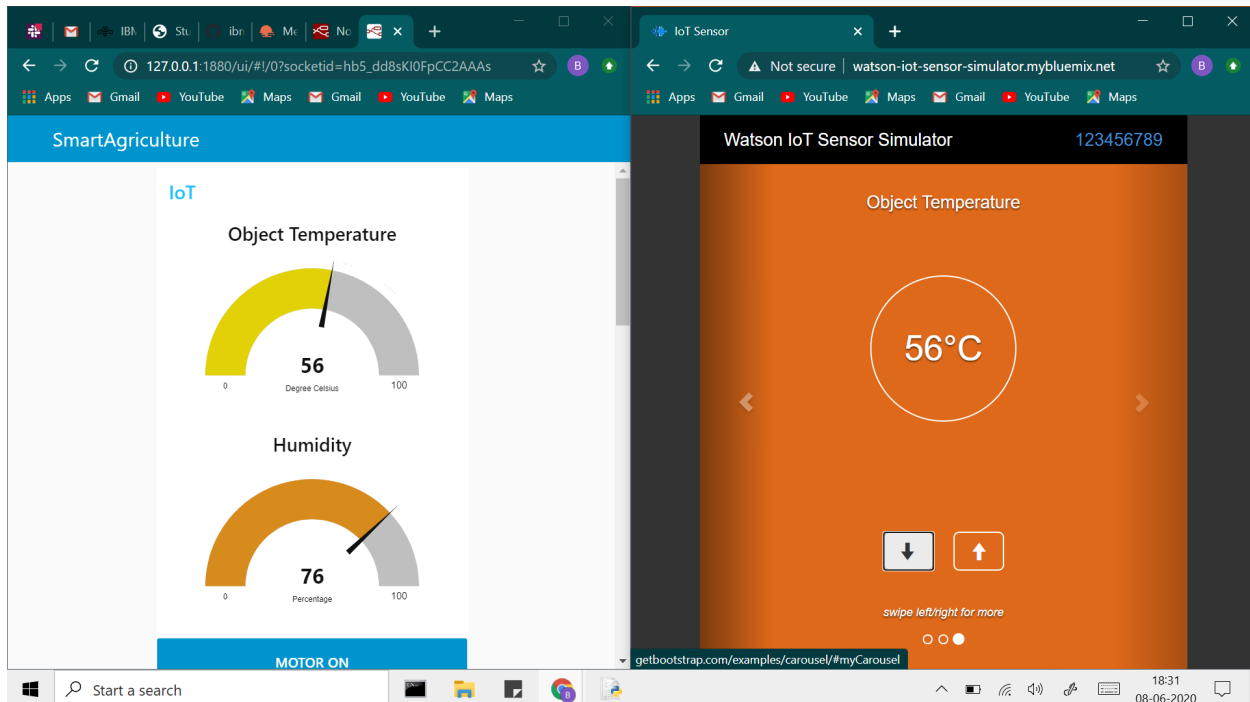 IBN
Stu
ibn
Me
No
127.0.0.1:1880/ui/#!/0?socketid=hb5_dd8sKI0FpCC2AAAs
B
Apps Gmail YouTube Maps Gmail YouTube Maps
SmartAgriculture
IoT
Object Temperature
56
Degree Celsius
0
100
Humidity
76
Percentage
0
100
MOTOR ON
IoT Sensor
Not secure watson-iot-sensor-simulator.mybluemix.net
B
Apps Gmail YouTube Maps Gmail YouTube Maps
Watson IoT Sensor Simulator 123456789
Object Temperature
56°C
swipe left/right for more
getbootstrap.com/examples/carousel/#myCarousel
Start a search
B
18:31
08-06-2020